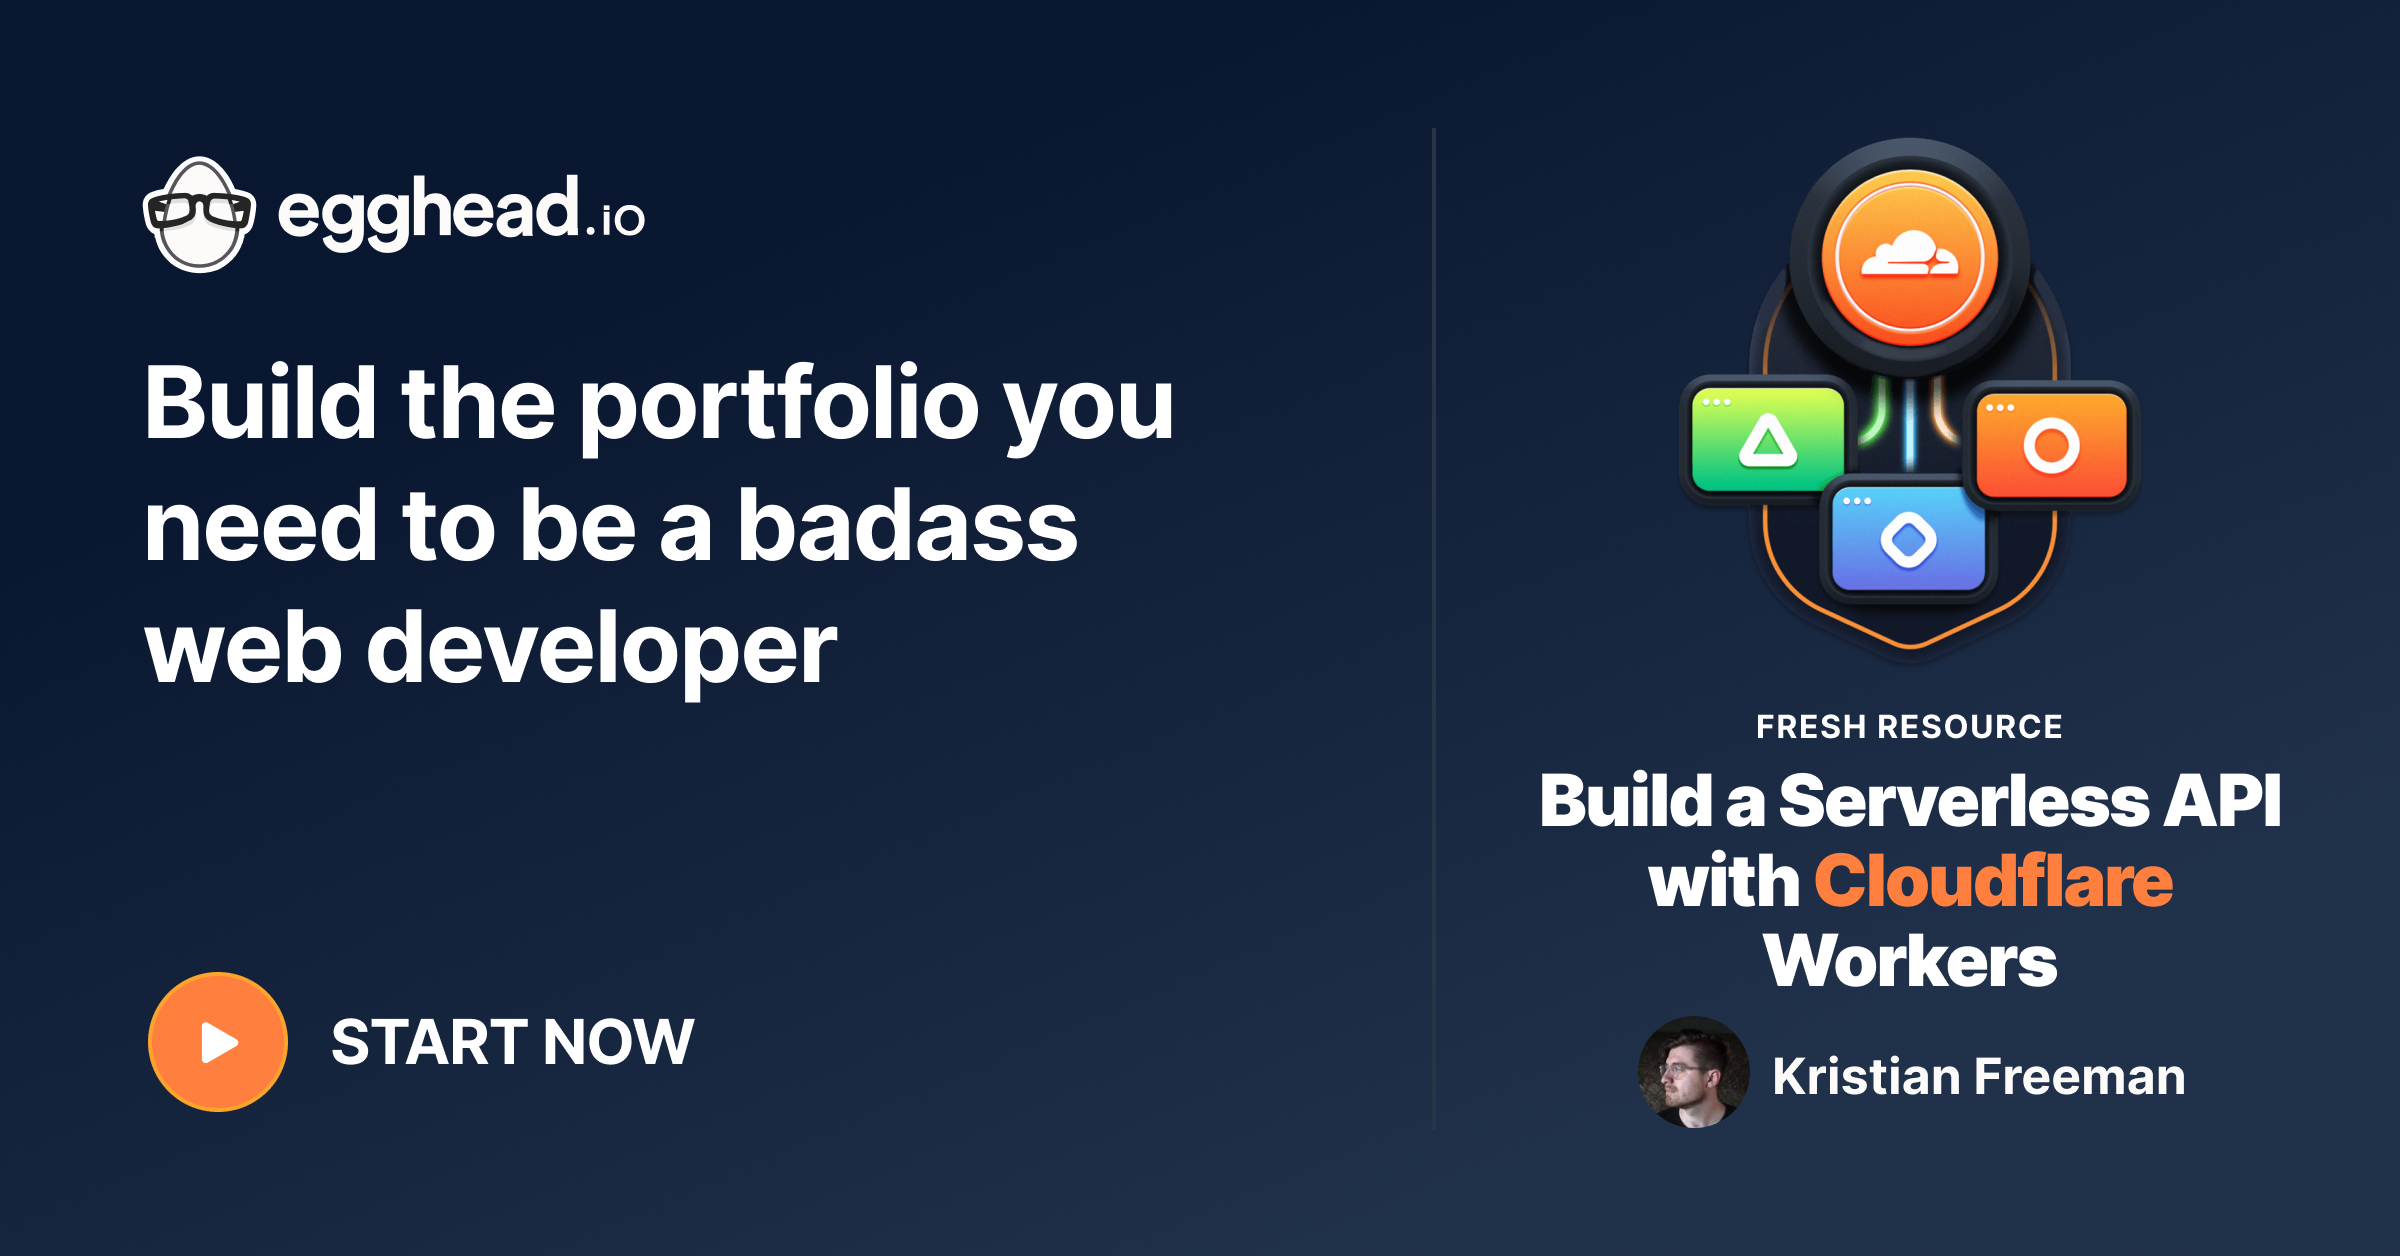 egghead.io
Build the portfolio you
need to be a badass
web developer
START NOW
FRESH RESOURCE
Build a Serverless API
with Cloudflare
Workers
Kristian Freeman